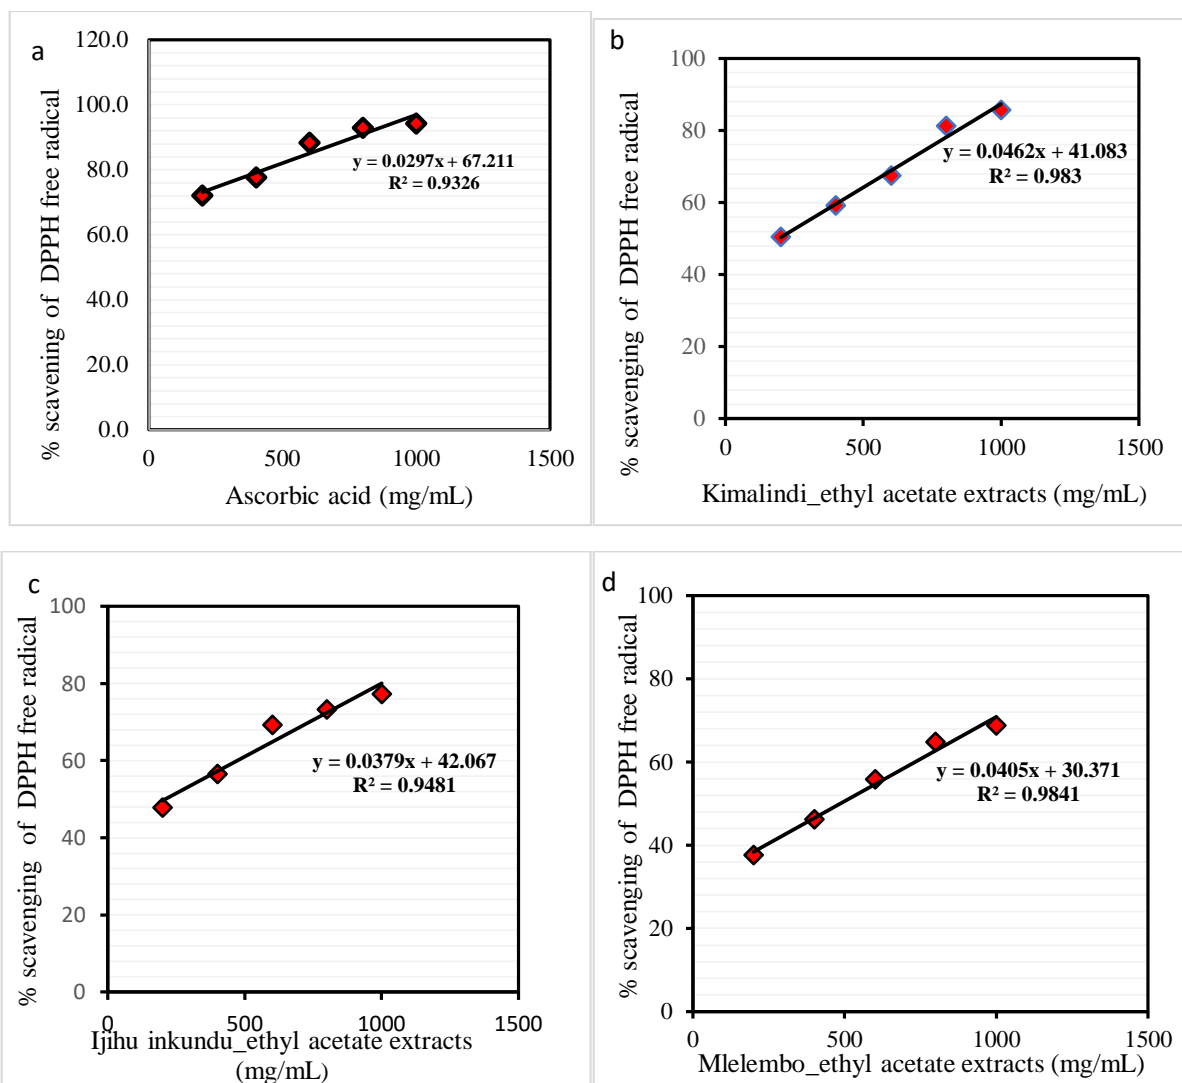 a
120.0
100.0
80.0
60.0
40.0
20.0
0.0
0
500
1000
1500
% scavening of DPPH free radical
y = 0.0297x + 67.211
R² = 0.9326
Ascorbic acid (mg/mL)
b
100
80
60
40
20
0
0
500
1000
1500
% scavenging of DPPH free radical
y = 0.0462x + 41.083
R² = 0.983
Kimalindi_ethyl acetate extracts (mg/mL)
c
100
80
60
40
20
0
0
500
1000
1500
% scavenging of DPPH free radical
y = 0.0379x + 42.067
R² = 0.9481
Ijihu inkundu_ethyl acetate extracts
(mg/mL)
d
100
80
60
40
20
0
0
500
1000
1500
% scavenging of DPPH free radical
y = 0.0405x + 30.371
R² = 0.9841
Mlelembo_ethyl acetate extracts (mg/mL)